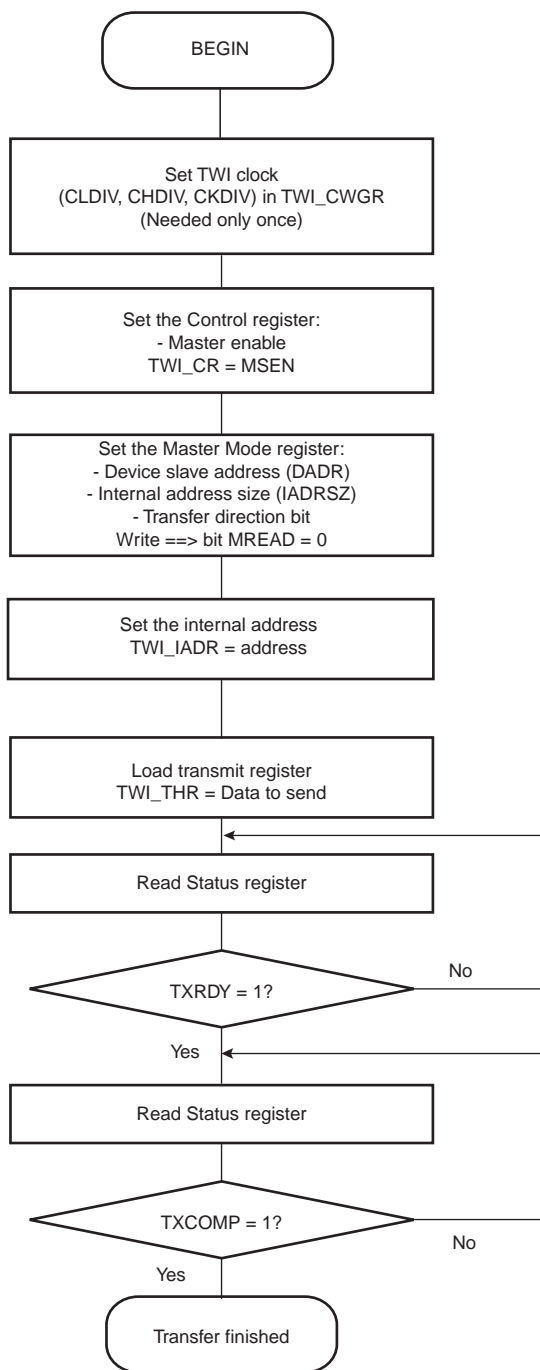 BEGIN
Set TWI clock
(CLDIV, CHDIV, CKDIV) in TWI_CWGR
(Needed only once)
Set the Control register:
- Master enable
TWI_CR = MSEN
Set the Master Mode register:
- Device slave address (DADR)
- Internal address size (IADRSZ)
- Transfer direction bit
Write ==> bit MREAD = 0
Set the internal address
TWI_IADR = address
Load transmit register
TWI_THR = Data to send
Read Status register
TXRDY = 1?
No
Yes
Read Status register
TXCOMP = 1?
No
Yes
Transfer finished